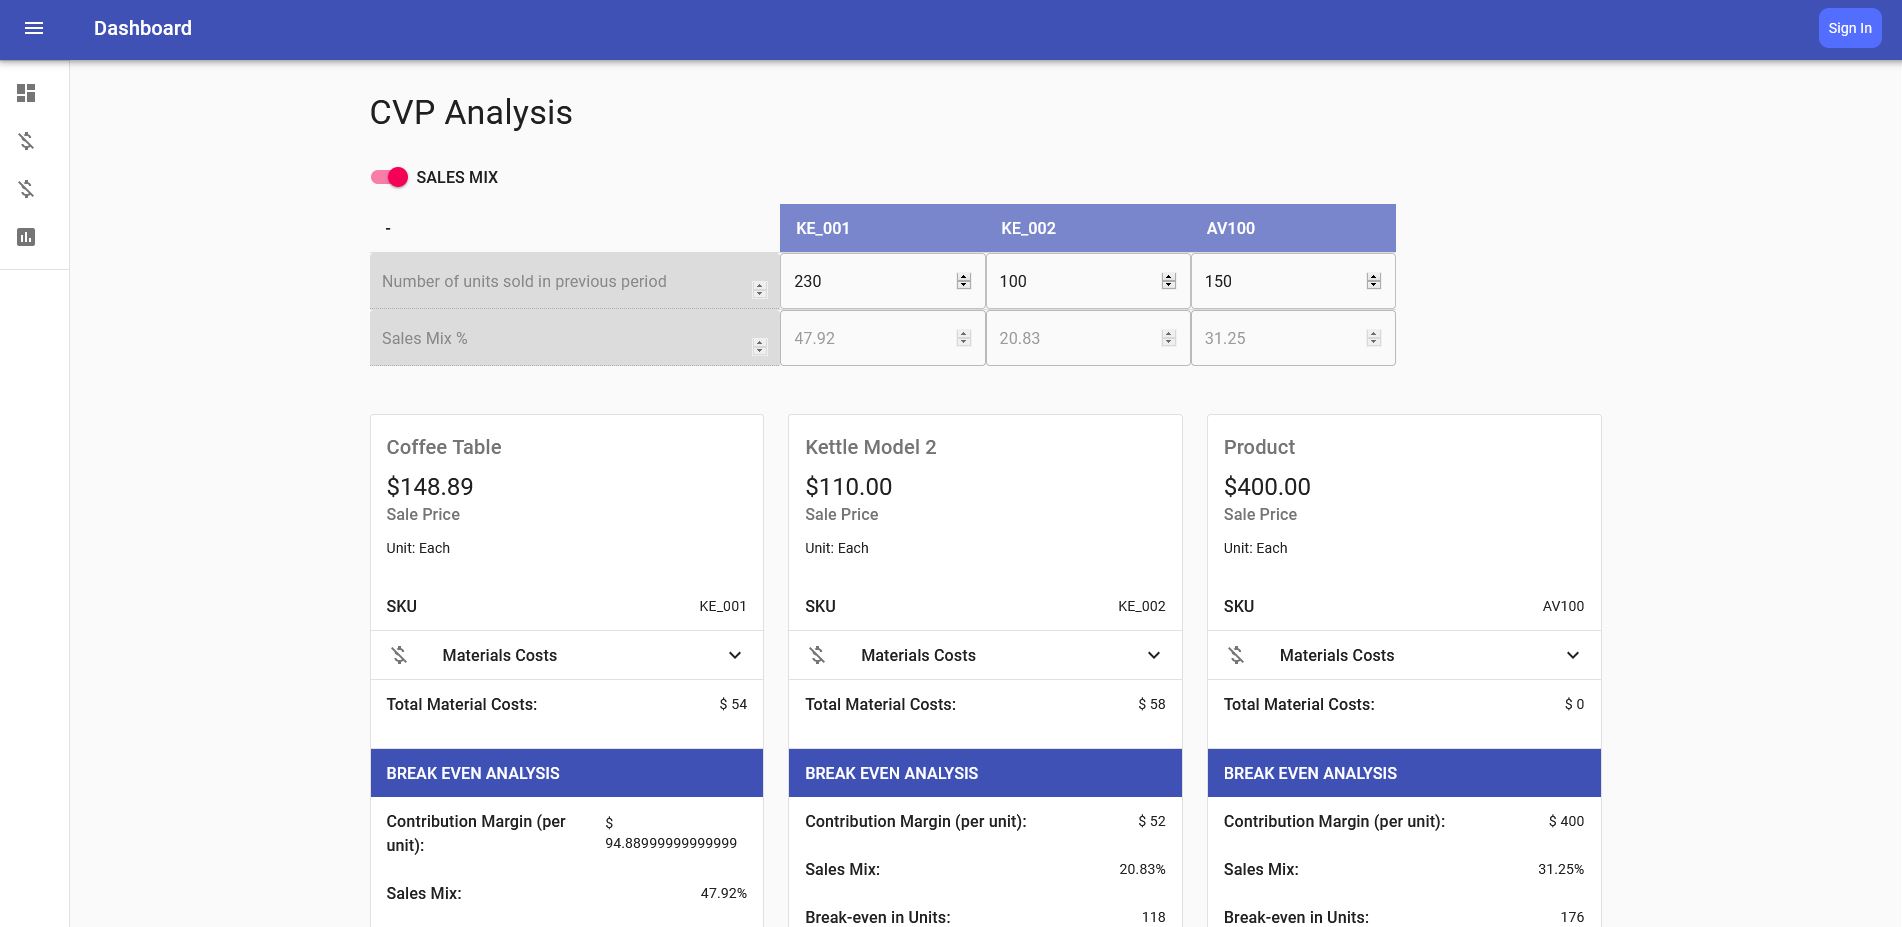 Dashboard
Sign In
CVP Analysis
SALES MIX
- KE_001 KE_002 AV100
Number of units sold in previous period 230 100 150
Sales Mix % 47.92 20.83 31.25
Coffee Table
$148.89
Sale Price
Unit: Each
SKU KE_001
Materials Costs
Total Material Costs: $ 54
BREAK EVEN ANALYSIS
Contribution Margin (per
unit):
$
94.88999999999999
Sales Mix: 47.92%
Kettle Model 2
$110.00
Sale Price
Unit: Each
SKU KE_002
Materials Costs
Total Material Costs: $ 58
BREAK EVEN ANALYSIS
Contribution Margin (per unit): $ 52
Sales Mix: 20.83%
Break-even in Units: 118
Product
$400.00
Sale Price
Unit: Each
SKU AV100
Materials Costs
Total Material Costs: $ 0
BREAK EVEN ANALYSIS
Contribution Margin (per unit): $ 400
Sales Mix: 31.25%
Break-even in Units: 176